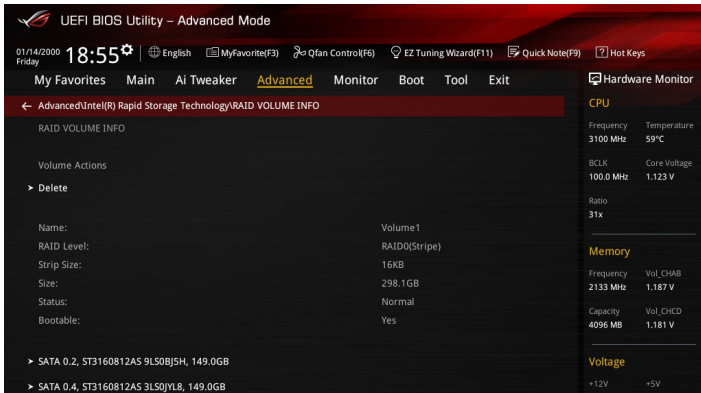 UEFI BIOS Utility – Advanced Mode
01/14/2000 Friday 18:55 English MyFavorite(F3) Qfan Control(F6) EZ Tuning Wizard(F11) Quick Note(F9) Hot Keys
My Favorites Main Ai Tweaker Advanced Monitor Boot Tool Exit
Hardware Monitor
← Advanced\Intel(R) Rapid Storage Technology\RAID VOLUME INFO
RAID VOLUME INFO
Volume Actions
> Delete
Name: Volume1
RAID Level: RAID0(Stripe)
Strip Size: 16KB
Size: 298.1GB
Status: Normal
Bootable: Yes
> SATA 0.2, ST3160812AS 9LS0BJ5H, 149.0GB
> SATA 0.4, ST3160812AS 3LS0JYL8, 149.0GB
CPU
Frequency Temperature
3100 MHz 59°C
BCLK Core Voltage
100.0 MHz 1.123 V
Ratio
31x
Memory
Frequency Vol_CHAB
2133 MHz 1.187 V
Capacity Vol_CHCD
4096 MB 1.181 V
Voltage
+12V +5V